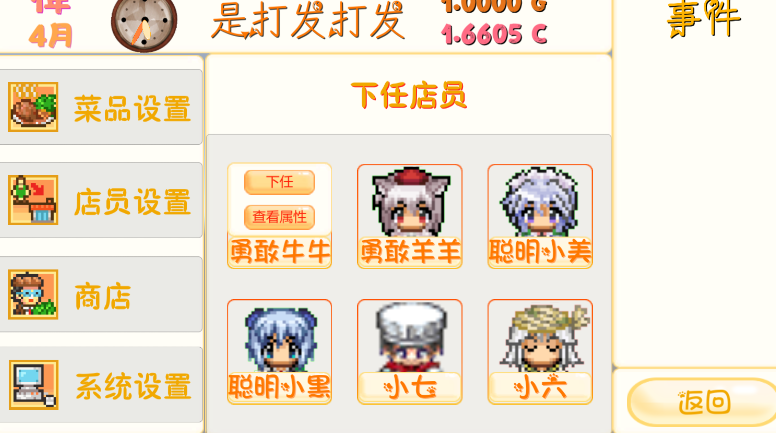 4月
是打发打发
1.0000 G
1.6605 C
事件
菜品设置
店员设置
商店
系统设置
下任店员
下任
查看属性
勇敢牛牛
勇敢羊羊
聪明小美
聪明小黑
小七
小六
返回